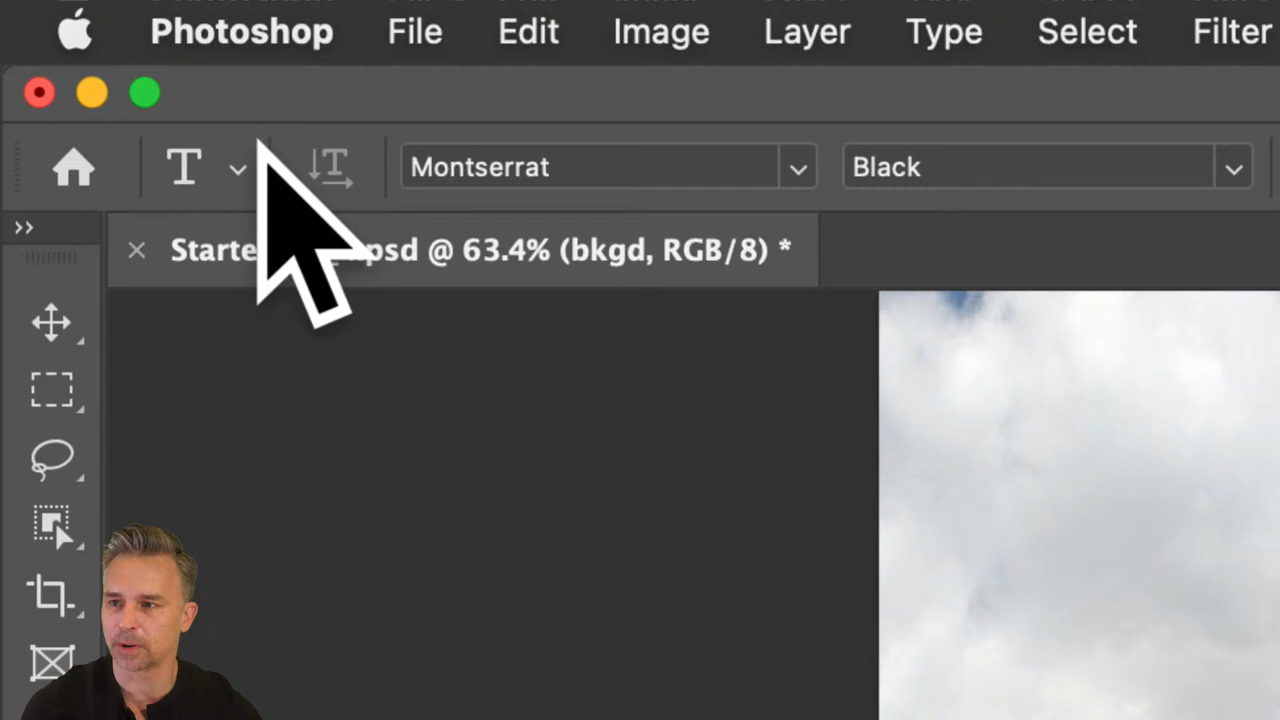 Photoshop File Edit Image Layer Type Select Filter
T T Montserrat Black
psd @ 63.4% (bkgd, RGB/8) *